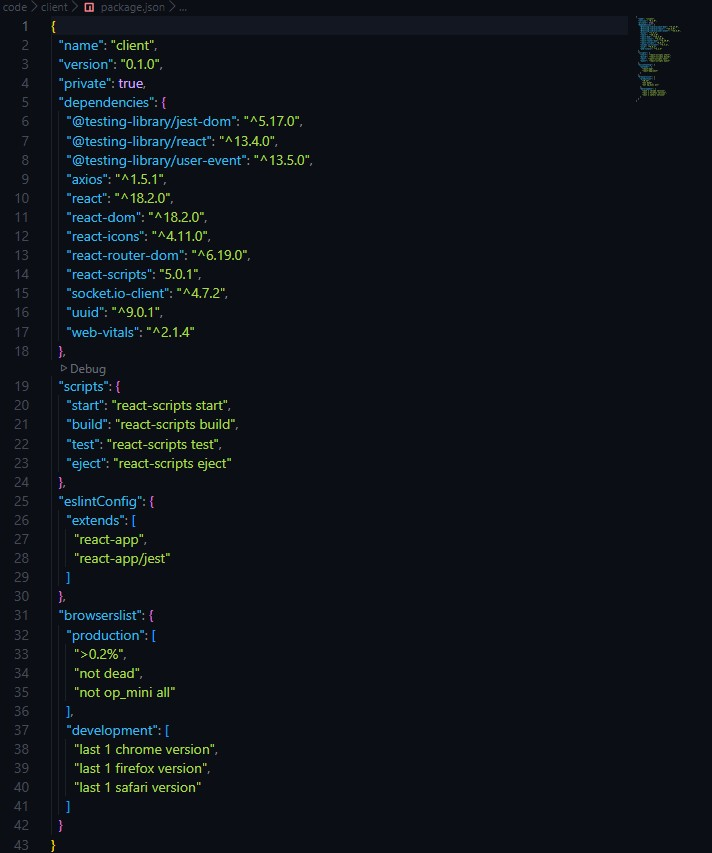 code > client > package.json > ...
1 {
2 "name": "client",
3 "version": "0.1.0",
4 "private": true,
5 "dependencies": {
6 "@testing-library/jest-dom": "^5.17.0",
7 "@testing-library/react": "^13.4.0",
8 "@testing-library/user-event": "^13.5.0",
9 "axios": "^1.5.1",
10 "react": "^18.2.0",
11 "react-dom": "^18.2.0",
12 "react-icons": "^4.11.0",
13 "react-router-dom": "^6.19.0",
14 "react-scripts": "5.0.1",
15 "socket.io-client": "^4.7.2",
16 "uuid": "^9.0.1",
17 "web-vitals": "^2.1.4"
18 },
Debug
19 "scripts": {
20 "start": "react-scripts start",
21 "build": "react-scripts build",
22 "test": "react-scripts test",
23 "eject": "react-scripts eject"
24 },
25 "eslintConfig": {
26 "extends": [
27 "react-app",
28 "react-app/jest"
29 ]
30 },
31 "browserslist": {
32 "production": [
33 ">0.2%",
34 "not dead",
35 "not op_mini all"
36 ],
37 "development": [
38 "last 1 chrome version",
39 "last 1 firefox version",
40 "last 1 safari version"
41 ]
42 }
43 }